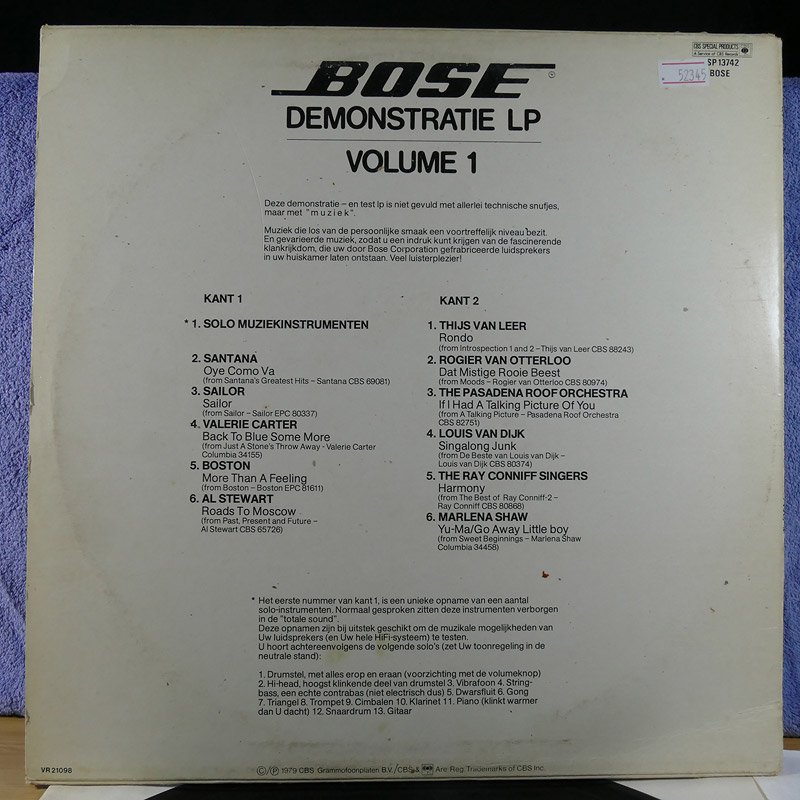 CBS SPECIAL PRODUCTS
A Service of CBS Records
SP 13742
52345
BOSE
BOSE
DEMONSTRATIE LP
VOLUME 1
Deze demonstratie – en test lp is niet gevuld met allerlei technische snufjes,
maar met "muziek".
Muziek die los van de persoonlijke smaak een voortreffelijk niveau bezit.
En gevarieerde muziek, zodat u een indruk kunt krijgen van de fascinerende
klankrijkdom, die uw door Bose Corporation gefabriceerde luidsprekers
in uw huiskamer laten ontstaan. Veel luisterplezier!
KANT 1
* 1. SOLO MUZIEKINSTRUMENTEN
2. SANTANA
Oye Como Va
(from Santana's Greatest Hits – Santana CBS 69081)
3. SAILOR
Sailor
(from Sailor – Sailor EPC 80337)
4. VALERIE CARTER
Back To Blue Some More
(from Just A Stone's Throw Away - Valerie Carter
Columbia 34155)
5. BOSTON
More Than A Feeling
(from Boston – Boston EPC 81611)
6. AL STEWART
Roads To Moscow
(from Past, Present and Future –
Al Stewart CBS 65726)
KANT 2
1. THIJS VAN LEER
Rondo
(from Introspection 1 and 2 – Thijs van Leer CBS 88243)
2. ROGIER VAN OTTERLOO
Dat Mistige Rooie Beest
(from Moods – Rogier van Otterloo CBS 80974)
3. THE PASADENA ROOF ORCHESTRA
If I Had A Talking Picture Of You
(from A Talking Picture – Pasadena Roof Orchestra
CBS 82751)
4. LOUIS VAN DIJK
Singalong Junk
(from De Beste van Louis van Dijk –
Louis van Dijk CBS 80374)
5. THE RAY CONNIFF SINGERS
Harmony
(from The Best of Ray Conniff-2 –
Ray Conniff CBS 80868)
6. MARLENA SHAW
Yu-Ma/Go Away Little boy
(from Sweet Beginnings – Marlena Shaw
Columbia 34458)
* Het eerste nummer van kant 1, is een unieke opname van een aantal
solo-instrumenten. Normaal gesproken zitten deze instrumenten verborgen
in de "totale sound".
Deze opnamen zijn bij uitstek geschikt om de muzikale mogelijkheden van
Uw luidsprekers (en Uw hele HiFi-systeem) te testen.
U hoort achtereenvolgens de volgende solo's (zet Uw toonregeling in de
neutrale stand):
1. Drumstel, met alles erop en eraan (voorzichting met de volumeknop)
2. Hi-head, hoogst klinkende deel van drumstel 3. Vibrafoon 4. String-
bass, een echte contrabas (niet electrisch dus) 5. Dwarsfluit 6. Gong
7. Triangel 8. Trompet 9. Cimbalen 10. Klarinet 11. Piano (klinkt warmer
dan U dacht) 12. Snaardrum 13. Gitaar
VR 21098
Ⓒ/Ⓟ 1979 CBS Grammofoonplaten B.V./CBS & Are Reg. Trademarks of CBS Inc.